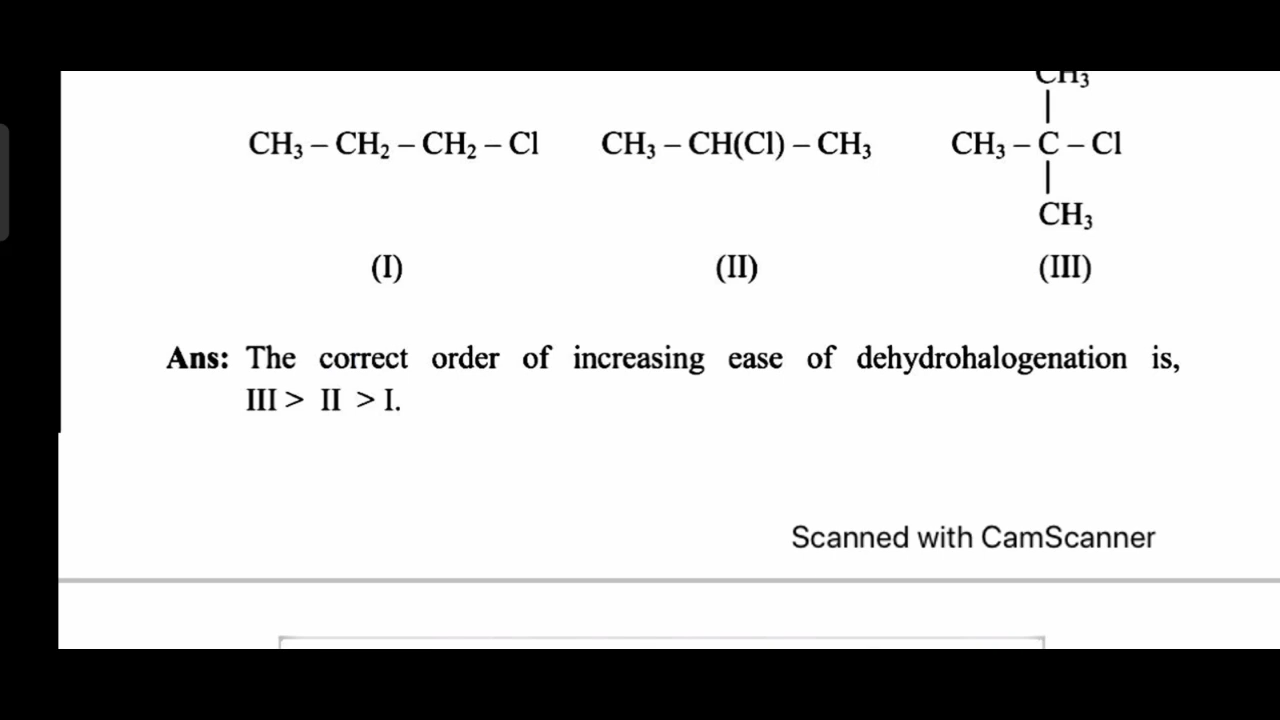 CH₃
CH₃ – CH₂ – CH₂ – Cl CH₃ – CH(Cl) – CH₃ CH₃ – C – Cl
CH₃
(I) (II) (III)
Ans: The correct order of increasing ease of dehydrohalogenation is,
III > II > I.
Scanned with CamScanner